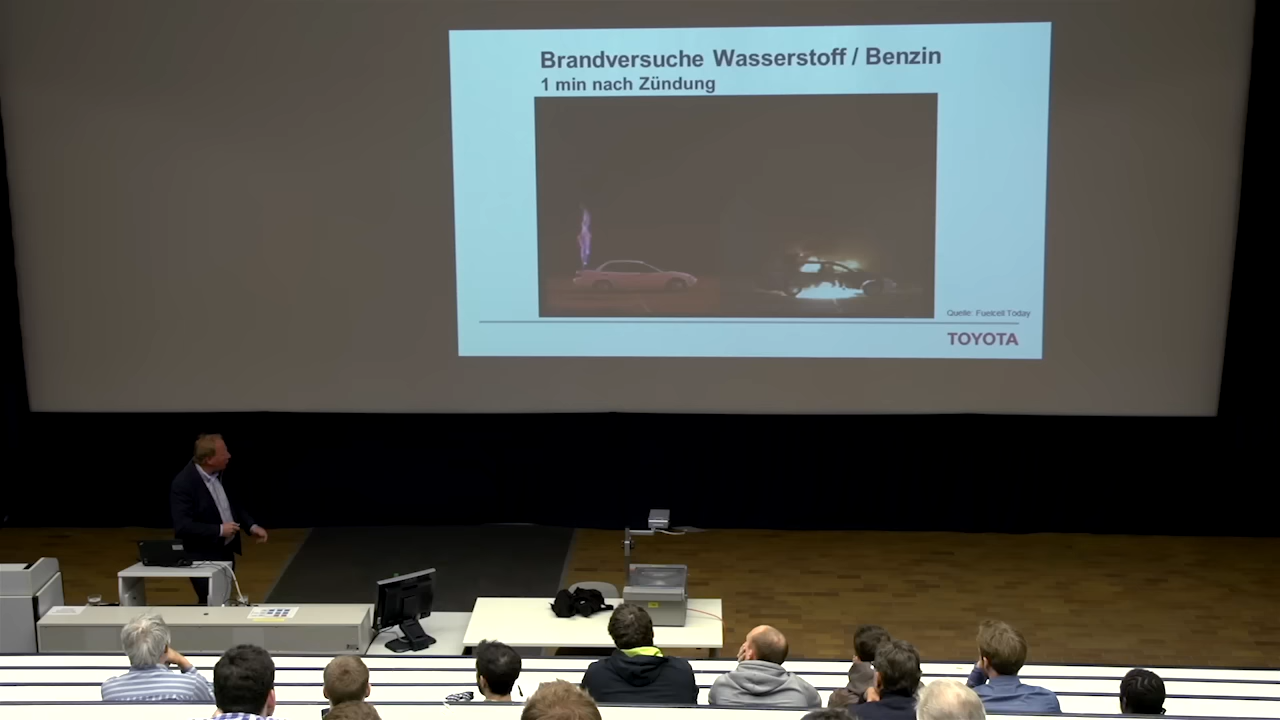 Brandversuche Wasserstoff / Benzin
1 min nach Zündung
Quelle: Fuelcell Today
TOYOTA